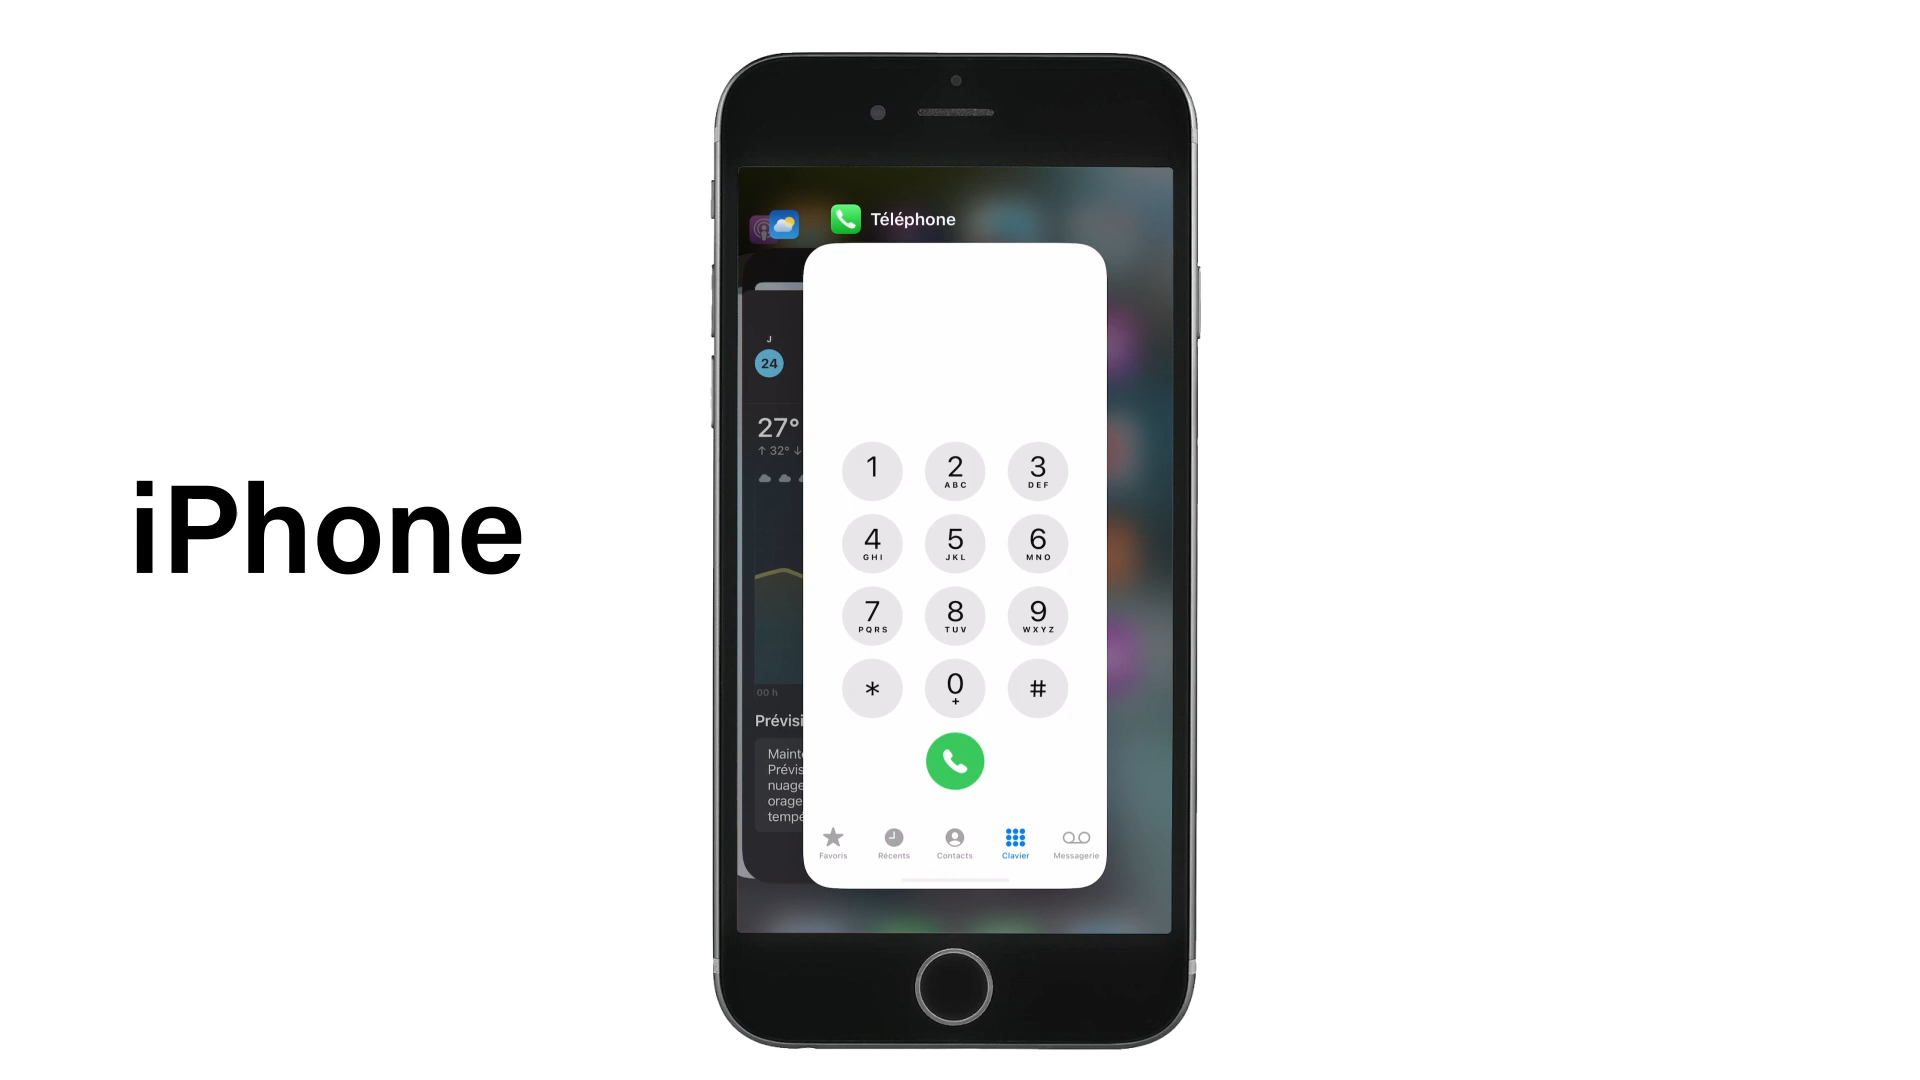 iPhone
Téléphone
J
24
27°
↑ 32° ↓
00 h
Prévisi
Mainte
Prévis
nuage
orage
tempé
1
2
ABC
3
DEF
4
GHI
5
JKL
6
MNO
7
PQRS
8
TUV
9
WXYZ
*
0
+
#
Favoris
Récents
Contacts
Clavier
Messagerie